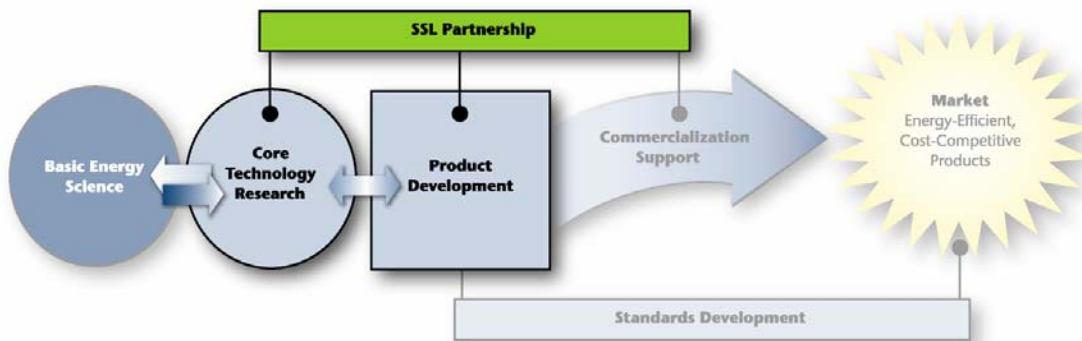 SSL Partnership
Basic Energy
Science
Core
Technology
Research
Product
Development
Commercialization
Support
Market
Energy-Efficient,
Cost-Competitive
Products
Standards Development